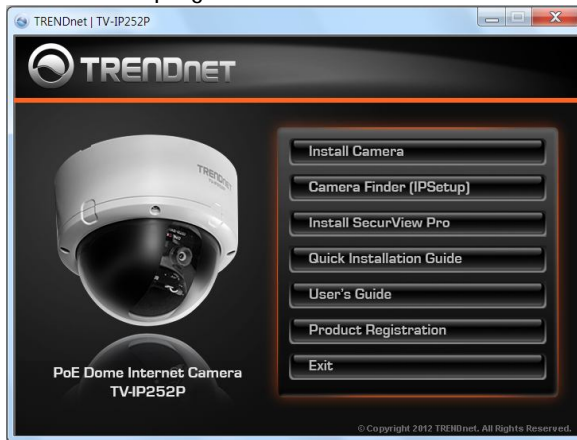 TRENDnet | TV-IP252P
TRENDNET
TRENDNET
Install Camera
Camera Finder (IPSetup)
Install SecurView Pro
Quick Installation Guide
User's Guide
Product Registration
Exit
PoE Dome Internet Camera
TV-IP252P
© Copyright 2012 TRENDnet. All Rights Reserved.